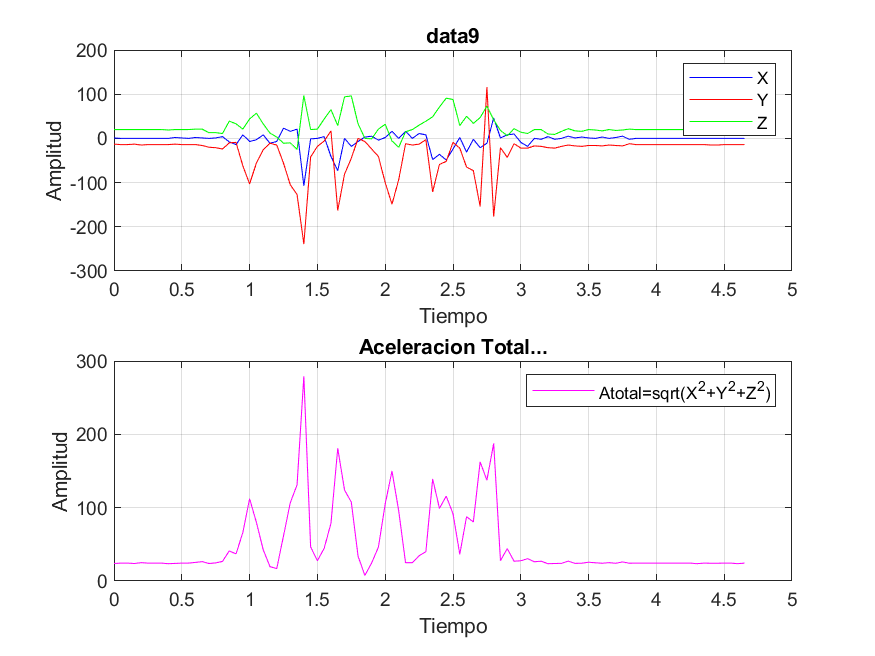 data9
200
100
0
-100
-200
-300
Amplitud
X
Y
Z
0 0.5 1 1.5 2 2.5 3 3.5 4 4.5 5
Tiempo
Aceleracion Total...
300
200
100
0
Amplitud
Atotal=sqrt(X²+Y²+Z²)
0 0.5 1 1.5 2 2.5 3 3.5 4 4.5 5
Tiempo